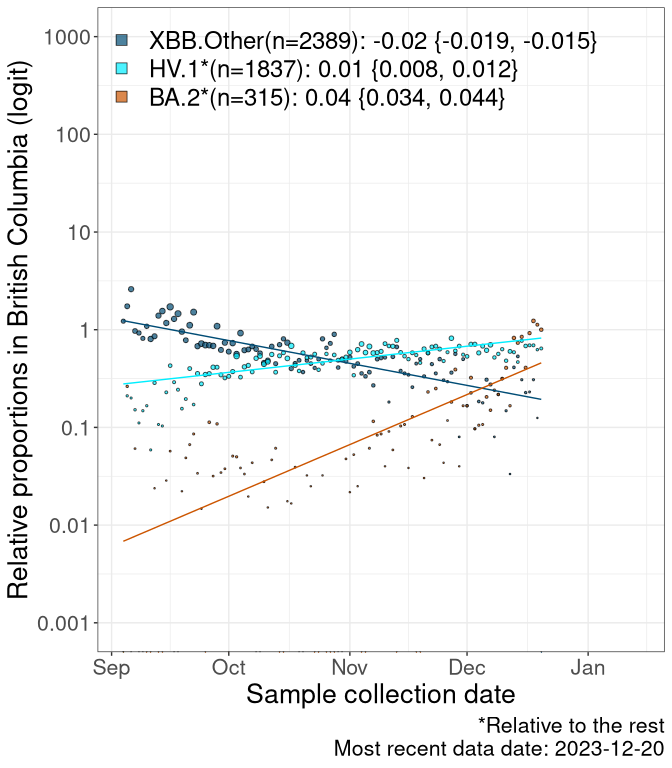 XBB.Other(n=2389): -0.02 {-0.019, -0.015}
HV.1*(n=1837): 0.01 {0.008, 0.012}
BA.2*(n=315): 0.04 {0.034, 0.044}
Relative proportions in British Columbia (logit)
1000
100
10
1
0.1
0.01
0.001
Sep Oct Nov Dec Jan
Sample collection date
*Relative to the rest
Most recent data date: 2023-12-20